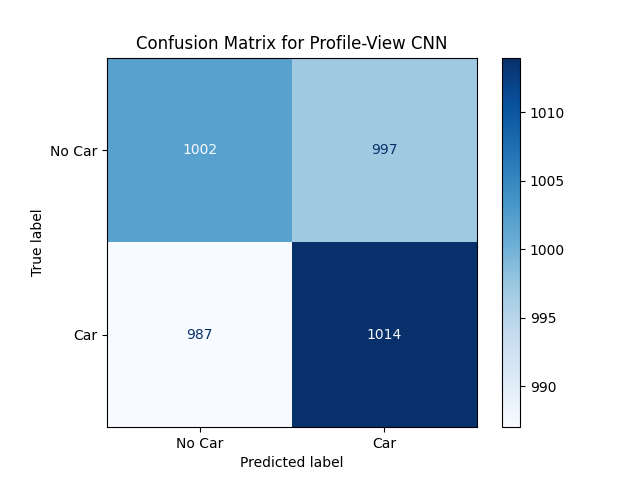 Confusion Matrix for Profile-View CNN
No Car
1002
997
Car
987
1014
True label
No Car
Car
Predicted label
1010
1005
1000
995
990